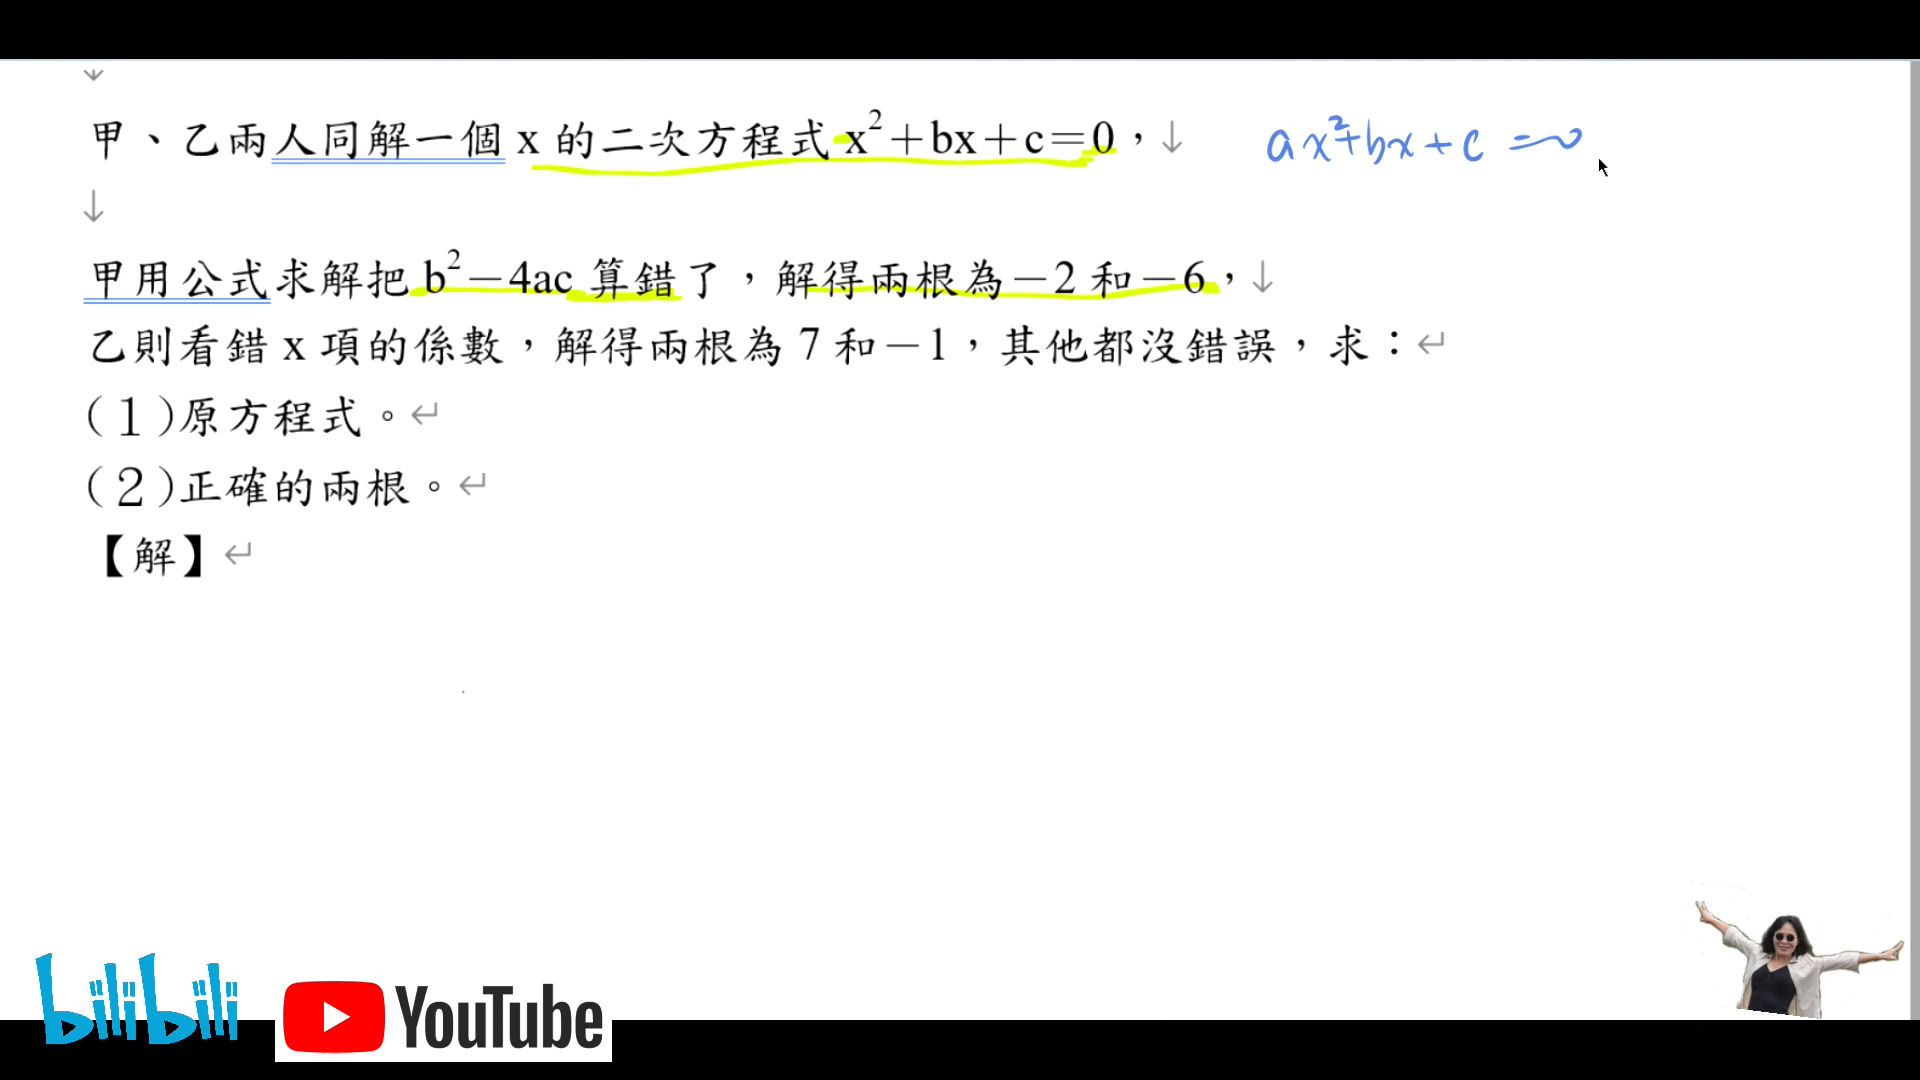 甲、乙兩人同解一個 x 的二次方程式 x²+bx+c=0，↓ ax²+bx+c=0
↓
甲用公式求解把 b²－4ac 算錯了，解得兩根為－2 和－6，↓
乙則看錯 x 項的係數，解得兩根為 7 和－1，其他都沒錯誤，求：↵
(1)原方程式。↵
(2)正確的兩根。↵
【解】↵
bilibili
YouTube